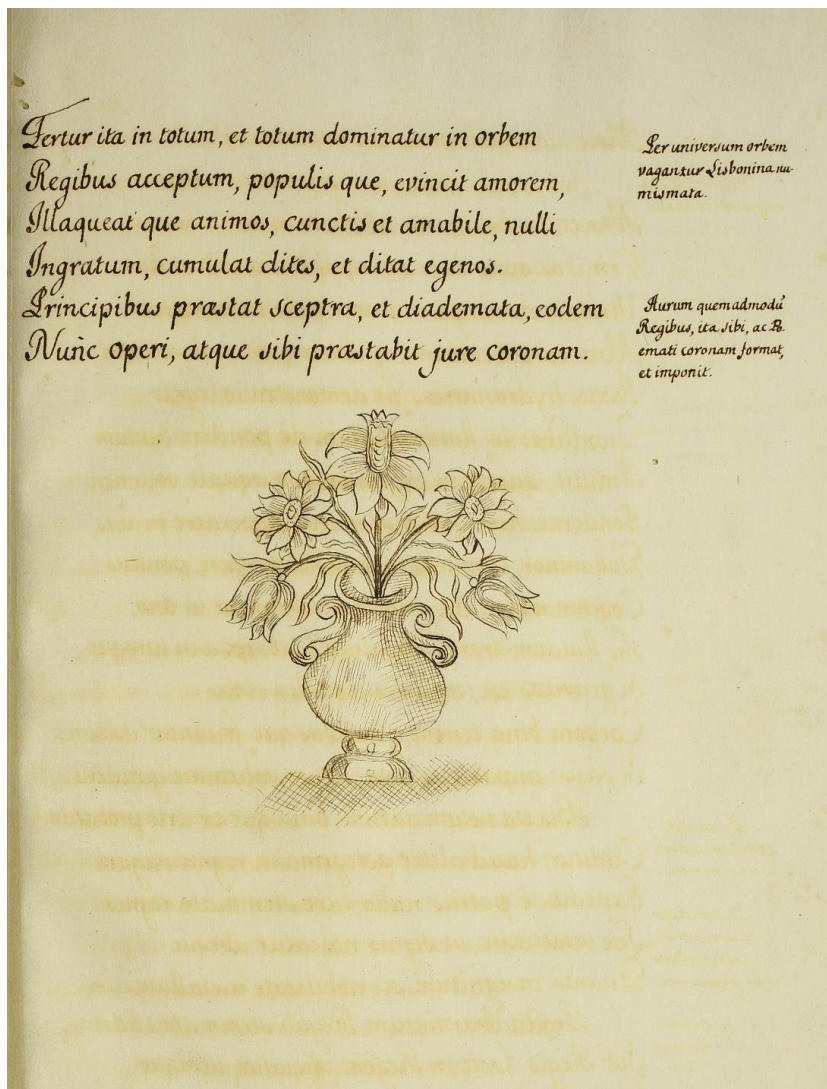 Fertur ita in totum, et totum dominatur in orbem
Regibus acceptum, populis que, evincit amorem,
Illaqueat que animos, cunctis et amabile, nulli
Ingratum, cumulat dites, et ditat egenos.
Principibus præstat sceptra, et diademata, eodem
Nunc operi, atque sibi præstabit jure coronam.
Per universum orbem
vagantur Lisbonina nu-
mismata.
Aurum quemadmodũ
Regibus, ita sibi, ac Po-
emati coronam format,
et imponit.